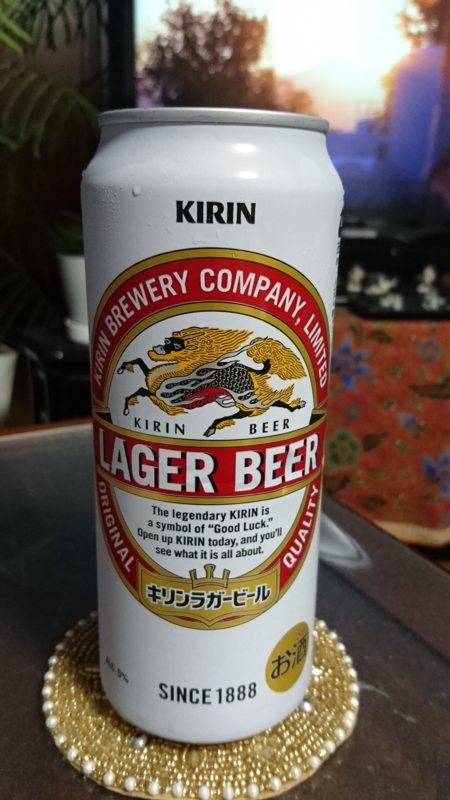 KIRIN
KIRIN BREWERY COMPANY, LIMITED
KIRIN BEER
LAGER BEER
ORIGINAL QUALITY
The legendary KIRIN is
a symbol of “Good Luck.”
Open up KIRIN today, and you'll
see what it is all about.
キリンラガービール
お酒
SINCE 1888